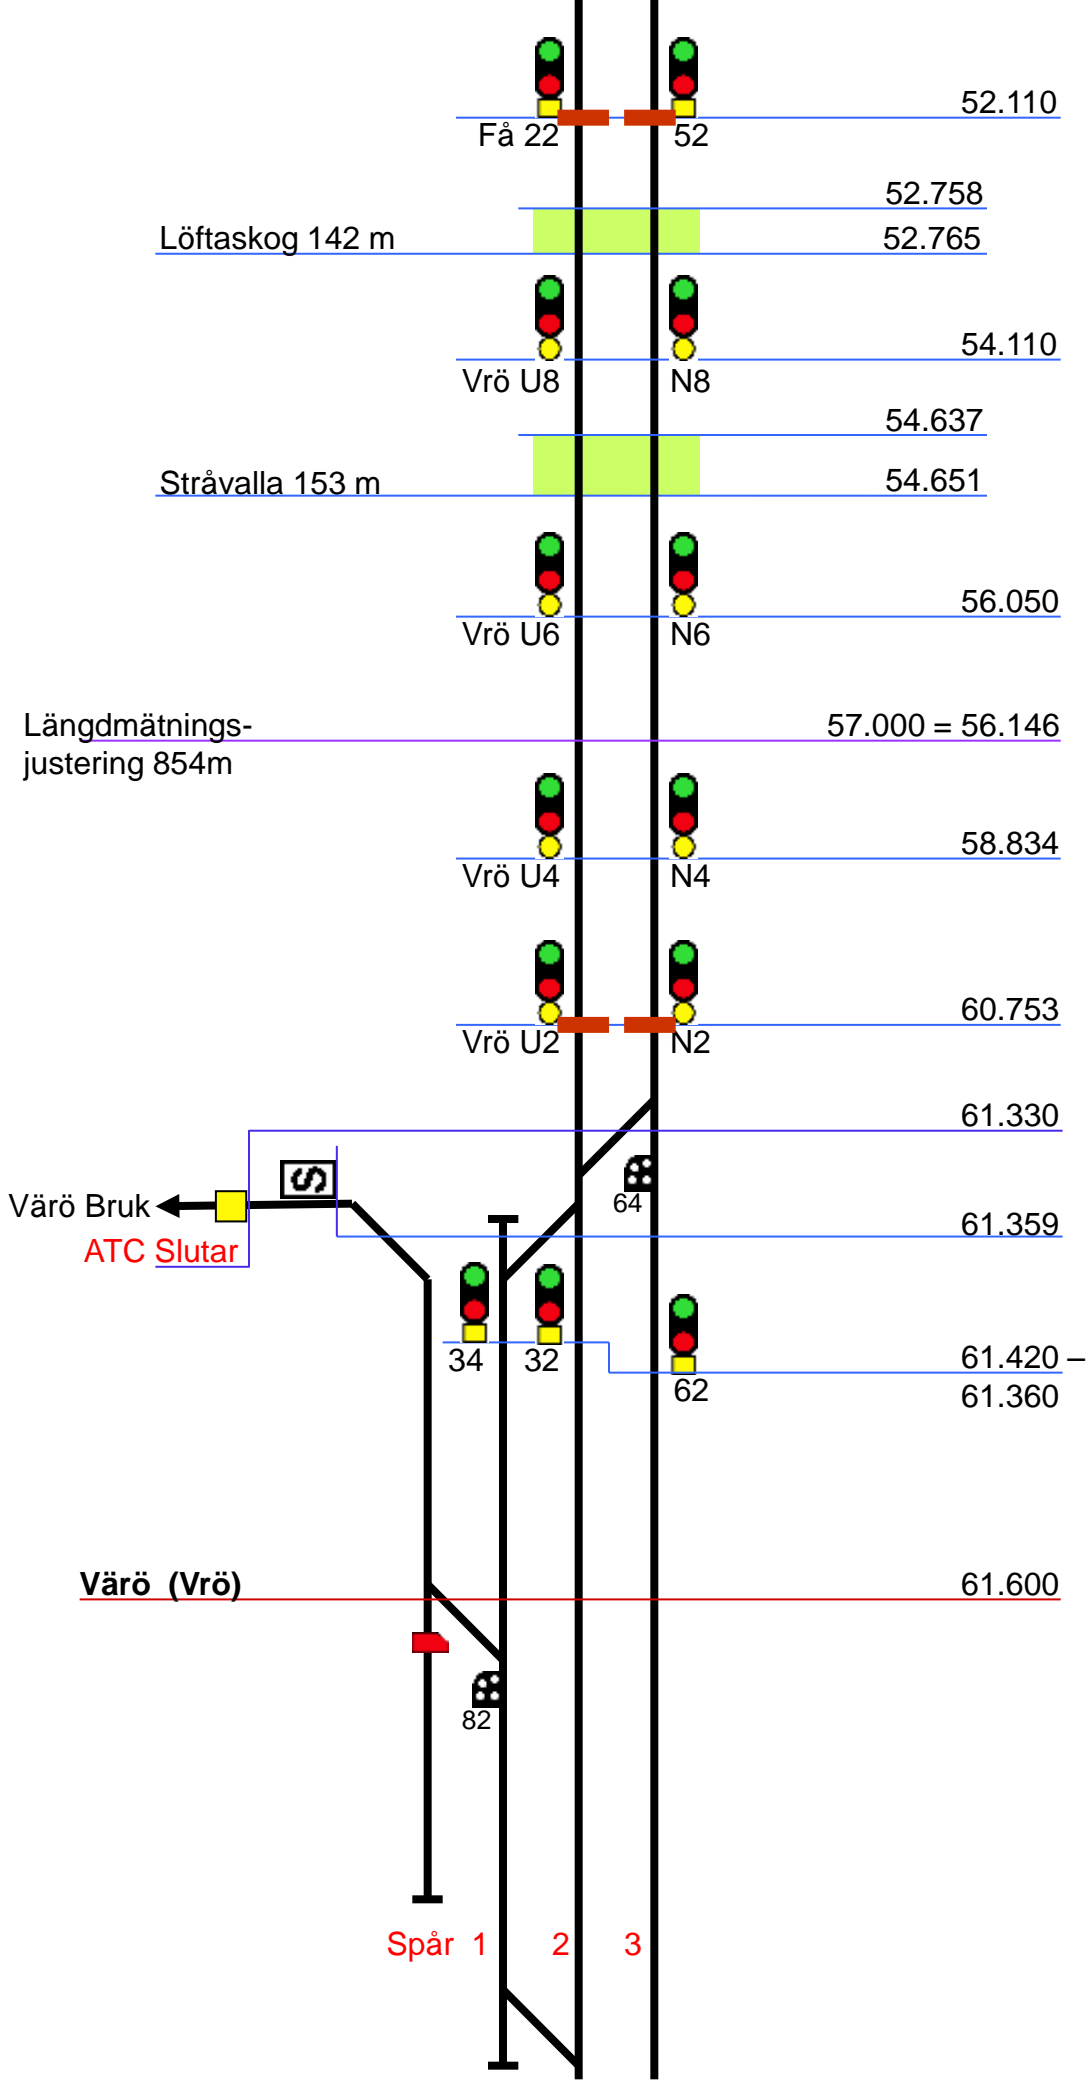 52.110
Få 22 52
52.758
Löftaskog 142 m 52.765
54.110
Vrö U8 N8
54.637
Stråvalla 153 m 54.651
56.050
Vrö U6 N6
Längdmätnings- 57.000 = 56.146
justering 854m
58.834
Vrö U4 N4
60.753
Vrö U2 N2
61.330
S
64
Värö Bruk
61.359
ATC Slutar
34 32 61.420 –
62 61.360
Värö (Vrö) 61.600
82
Spår 1 2 3